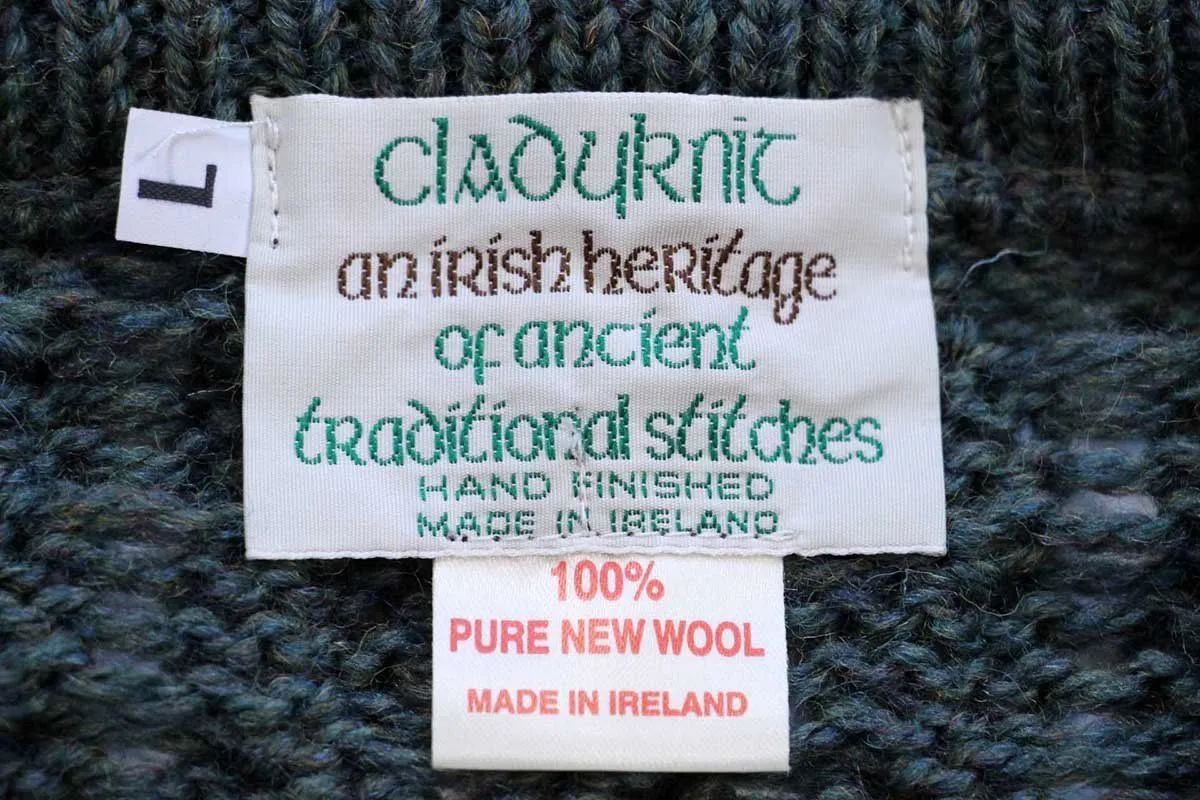 L
cladyknit
an irish heritage
of ancient
traditional stitches
HAND FINISHED
MADE IN IRELAND
100%
PURE NEW WOOL
MADE IN IRELAND